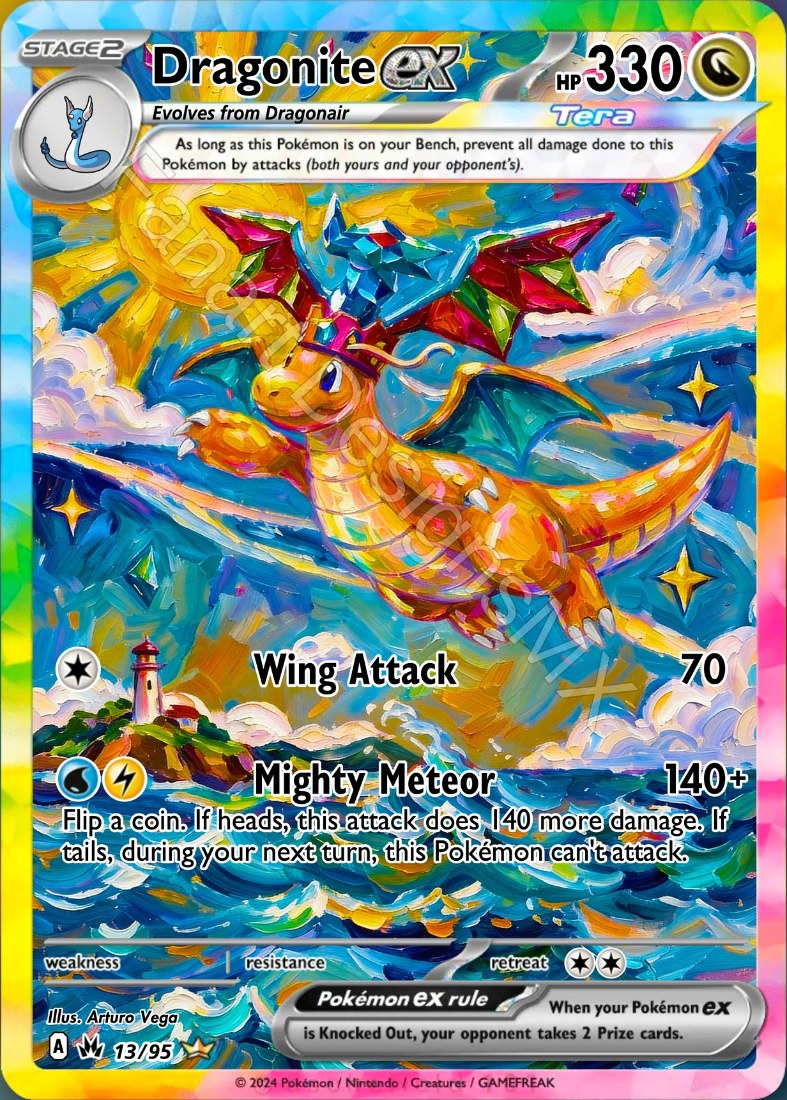 STAGE2
Dragonite ex
HP 330
Evolves from Dragonair
Tera
As long as this Pokémon is on your Bench, prevent all damage done to this
Pokémon by attacks (both yours and your opponent's).
Wing Attack 70
Mighty Meteor 140+
Flip a coin. If heads, this attack does 140 more damage. If
tails, during your next turn, this Pokémon can't attack.
weakness resistance retreat
Illus. Arturo Vega
Pokémon ex rule
When your Pokémon ex
is Knocked Out, your opponent takes 2 Prize cards.
A 13/95
© 2024 Pokémon / Nintendo / Creatures / GAMEFREAK